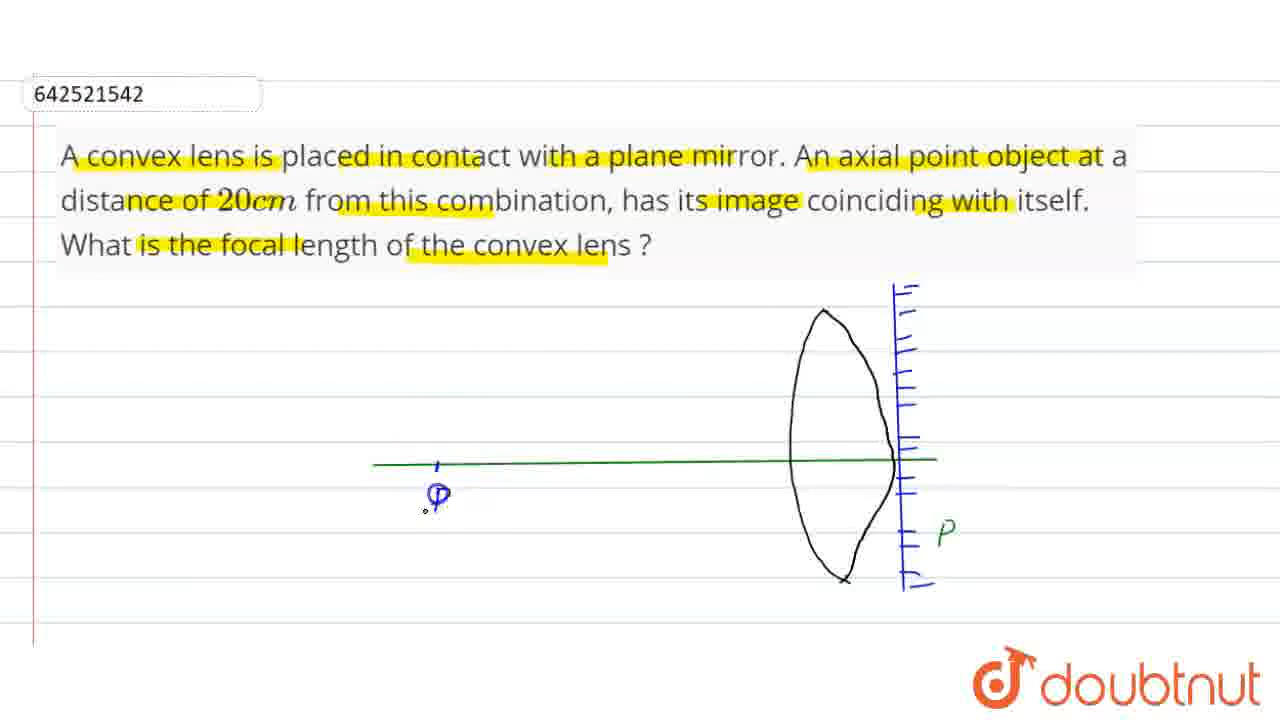 642521542
A convex lens is placed in contact with a plane mirror. An axial point object at a
distance of 20cm from this combination, has its image coinciding with itself.
What is the focal length of the convex lens ?
P
doubtnut